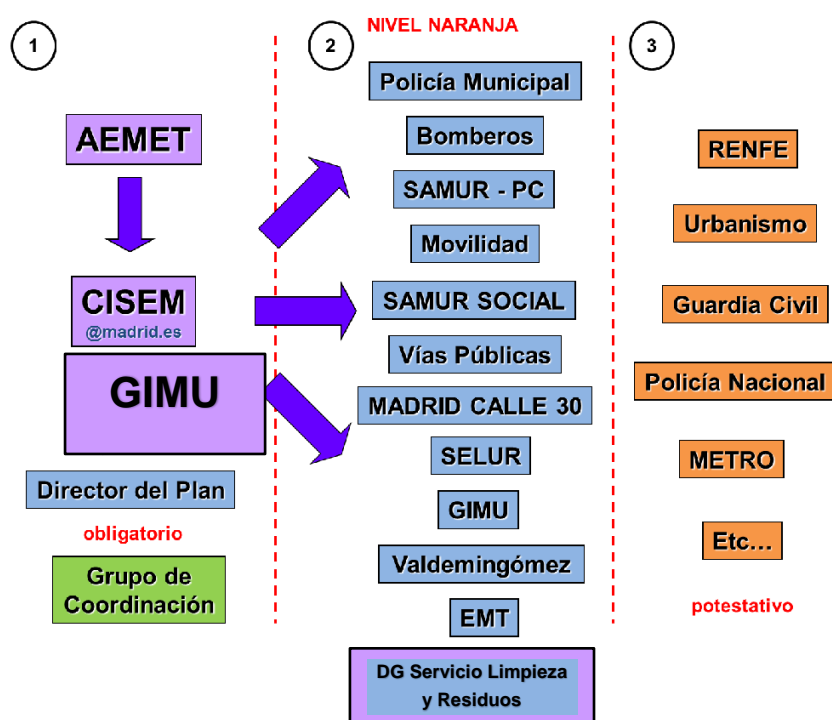 1
AEMET
CISEM
@madrid.es
GIMU
Director del Plan
obligatorio
Grupo de
Coordinación
NIVEL NARANJA
2
Policía Municipal
Bomberos
SAMUR - PC
Movilidad
SAMUR SOCIAL
Vías Públicas
MADRID CALLE 30
SELUR
GIMU
Valdemingómez
EMT
DG Servicio Limpieza
y Residuos
3
RENFE
Urbanismo
Guardia Civil
Policía Nacional
METRO
Etc...
potestativo